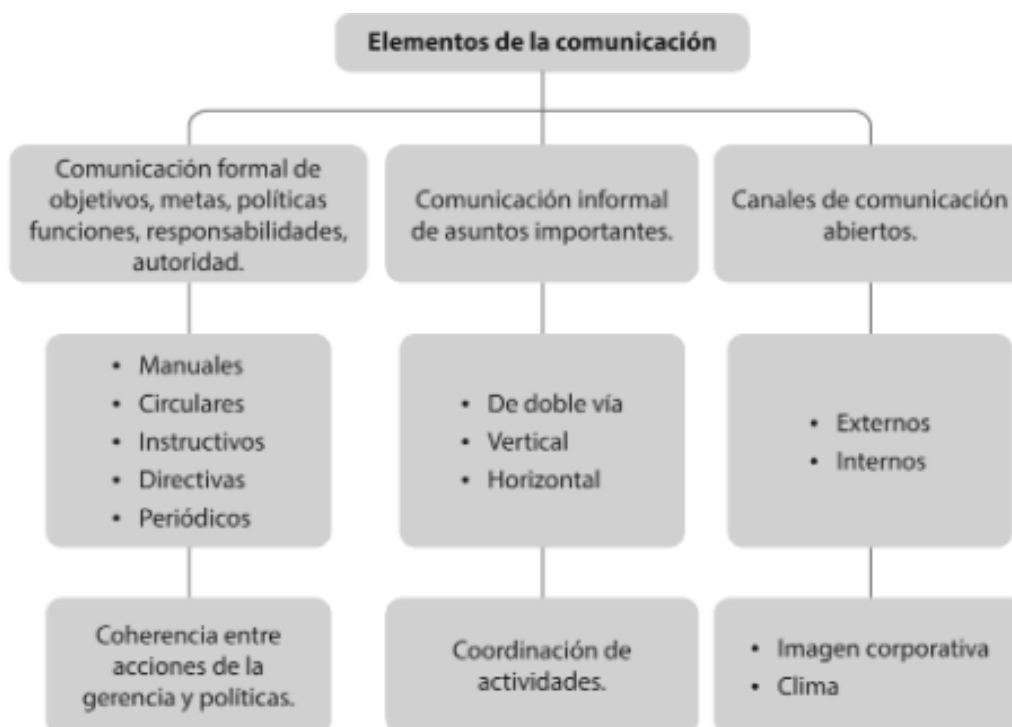 Elementos de la comunicación
Comunicación formal de
objetivos, metas, políticas
funciones, responsabilidades,
autoridad.
Comunicación informal
de asuntos importantes.
Canales de comunicación
abiertos.
• Manuales
• Circulares
• Instructivos
• Directivas
• Periódicos
• De doble vía
• Vertical
• Horizontal
• Externos
• Internos
Coherencia entre
acciones de la
gerencia y políticas.
Coordinación de
actividades.
• Imagen corporativa
• Clima